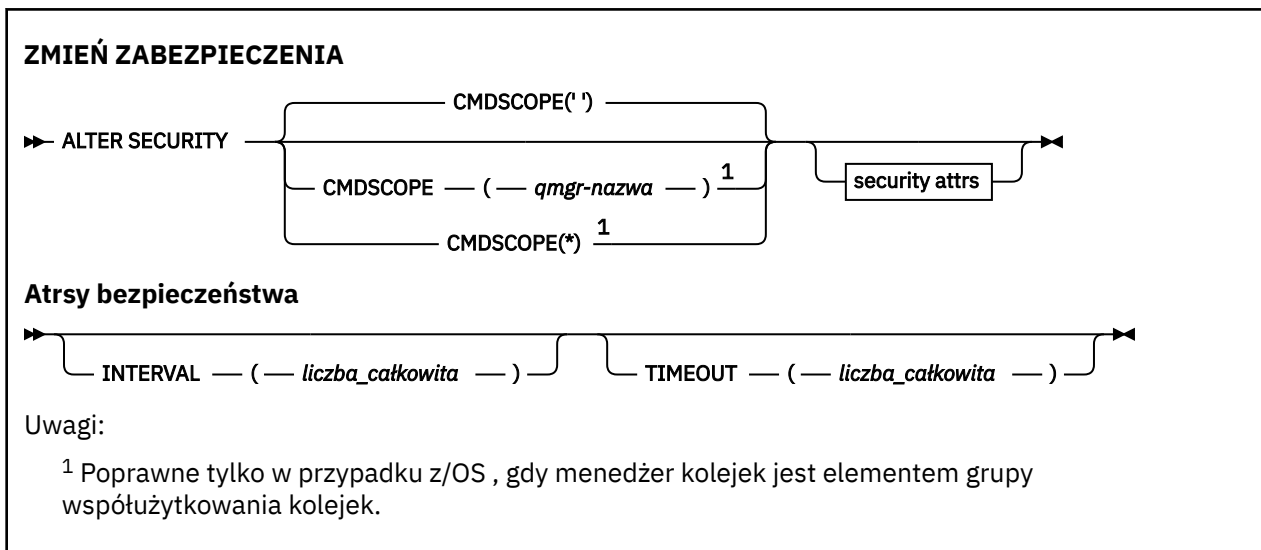 ZMIEŃ ZABEZPIECZENIA
CMDSCOPE(' ')
ALTER SECURITY
CMDSCOPE — ( — qmgr-nazwa — ) 1
security attrs
CMDSCOPE(*) 1
Atrsy bezpieczeństwa
INTERVAL — ( — liczba_całkowita — )
TIMEOUT — ( — liczba_całkowita — )
Uwagi:
1 Poprawne tylko w przypadku z/OS , gdy menedżer kolejek jest elementem grupy
współużytkowania kolejek.